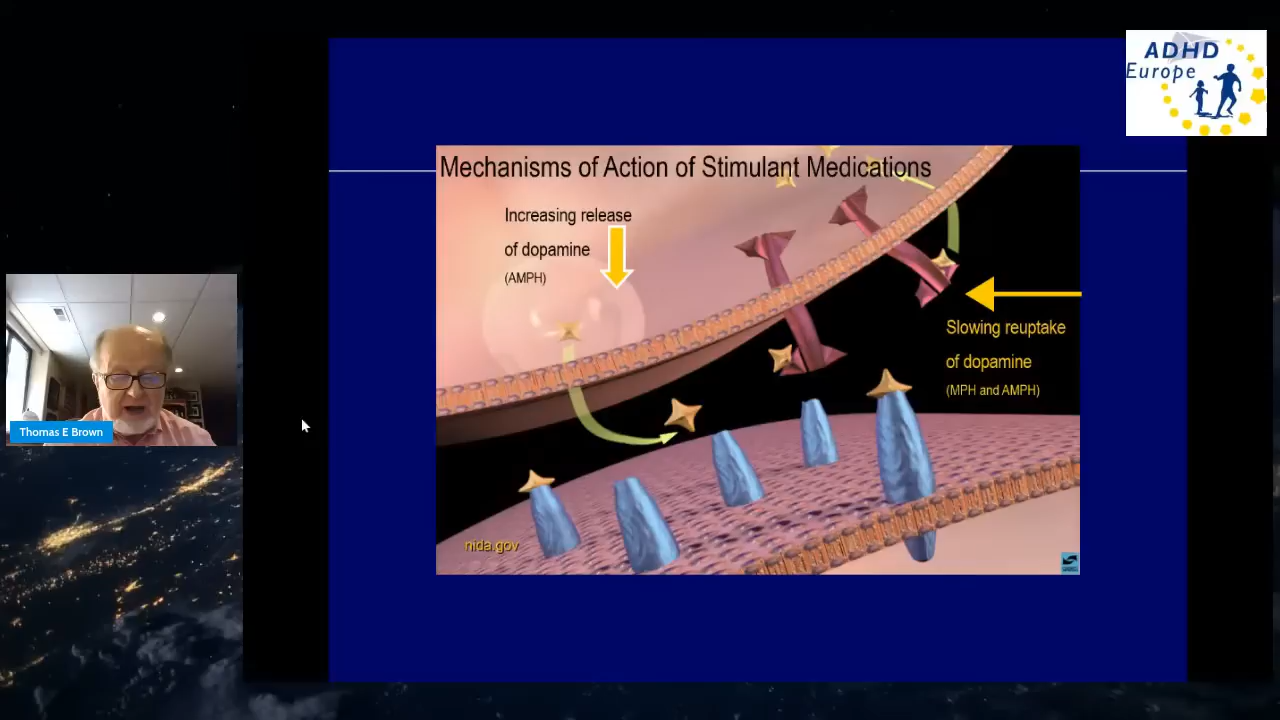 ADHD
Europe
Mechanisms of Action of Stimulant Medications
Increasing release
of dopamine
(AMPH)
Slowing reuptake
of dopamine
(MPH and AMPH)
Thomas E Brown
nida.gov